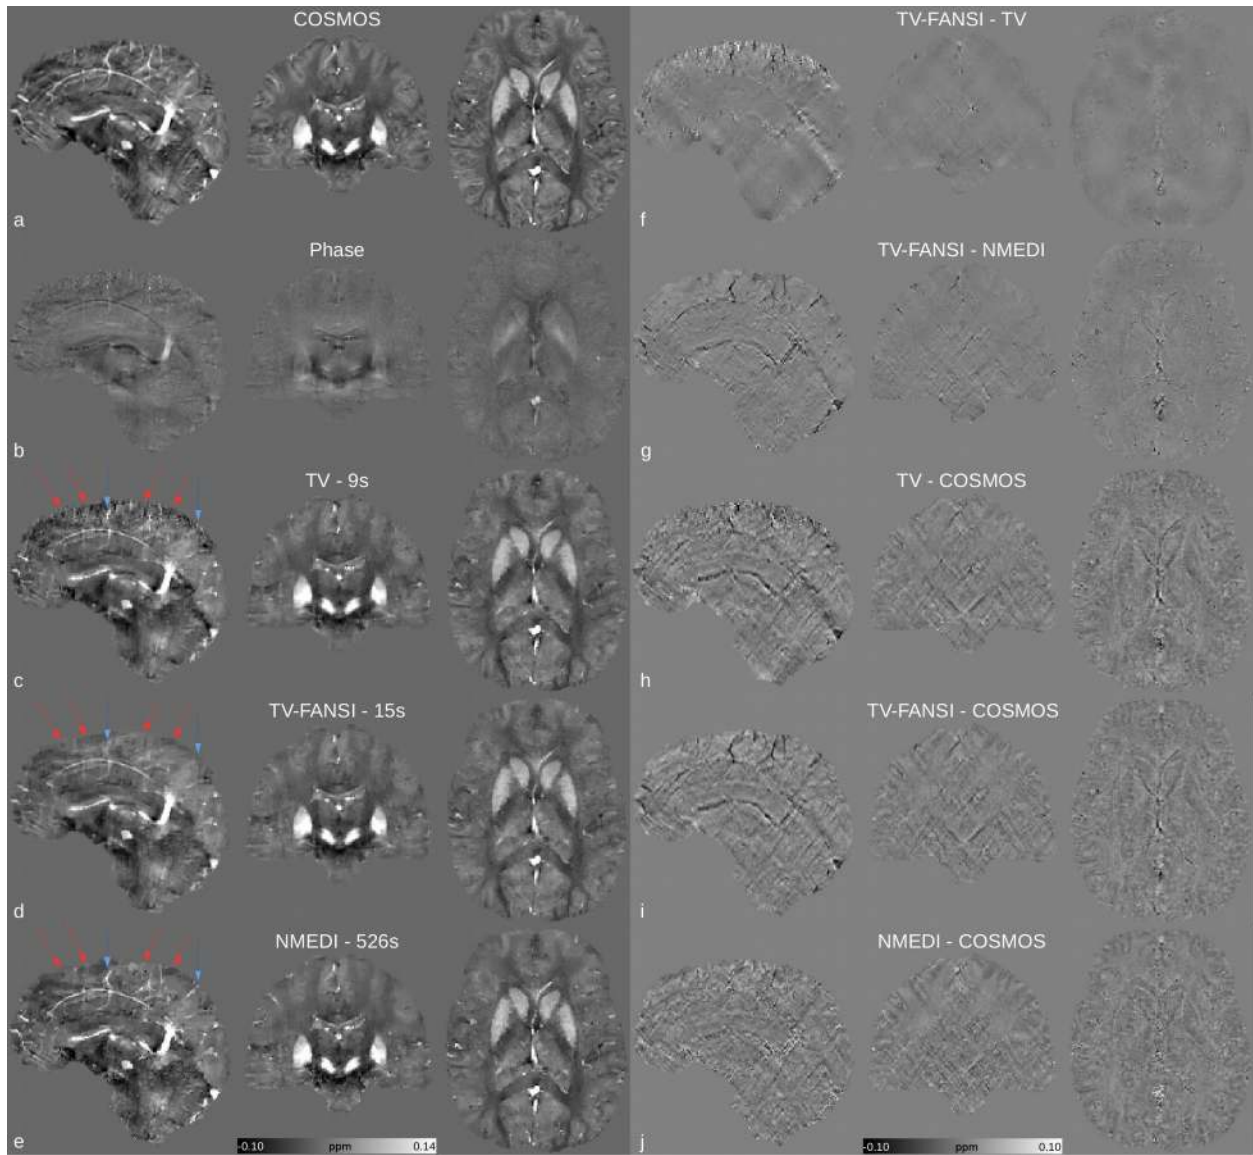 COSMOS
a
Phase
b
TV - 9s
c
TV-FANSI - 15s
d
NMEDI - 526s
e
-0.10 ppm 0.14
TV-FANSI - TV
f
TV-FANSI - NMEDI
g
TV - COSMOS
h
TV-FANSI - COSMOS
i
NMEDI - COSMOS
j
-0.10 ppm 0.10